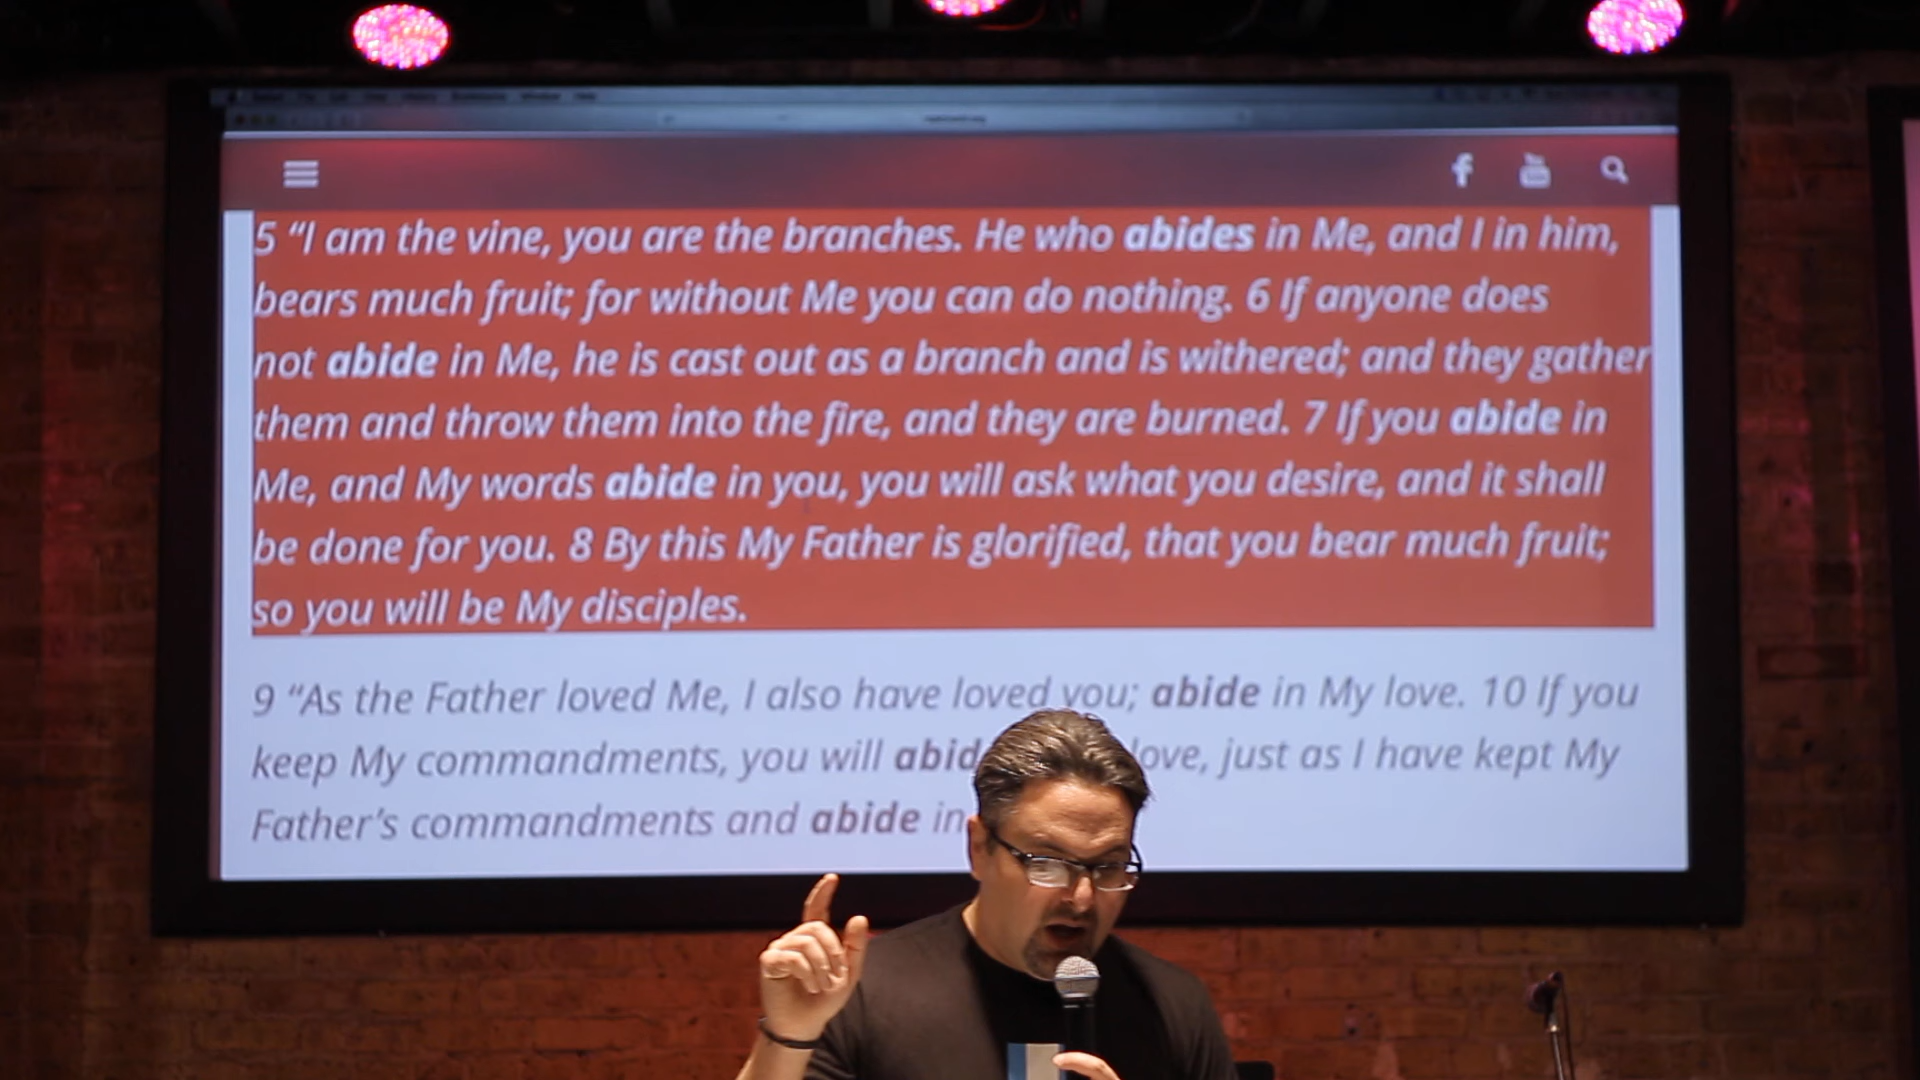 5 “I am the vine, you are the branches. He who abides in Me, and I in him,
bears much fruit; for without Me you can do nothing. 6 If anyone does
not abide in Me, he is cast out as a branch and is withered; and they gather
them and throw them into the fire, and they are burned. 7 If you abide in
Me, and My words abide in you, you will ask what you desire, and it shall
be done for you. 8 By this My Father is glorified, that you bear much fruit;
so you will be My disciples.
9 “As the Father loved Me, I also have loved you; abide in My love. 10 If you
keep My commandments, you will abid ove, just as I have kept My
Father’s commandments and abide in